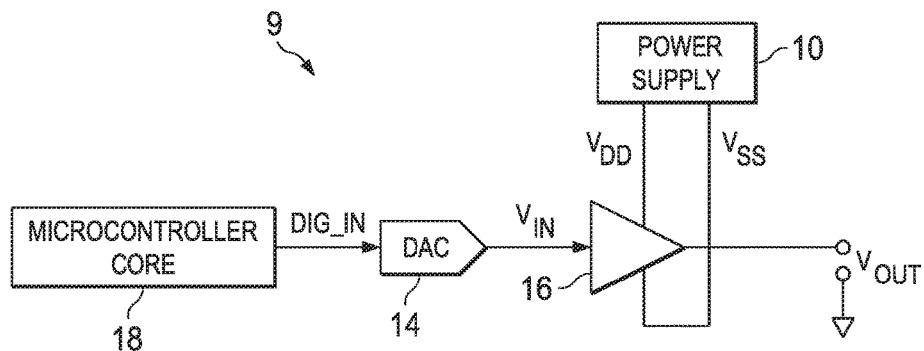 9
POWER
SUPPLY
10
VDD
VSS
MICROCONTROLLER
CORE
18
DIG_IN
DAC
14
VIN
16
VOUT